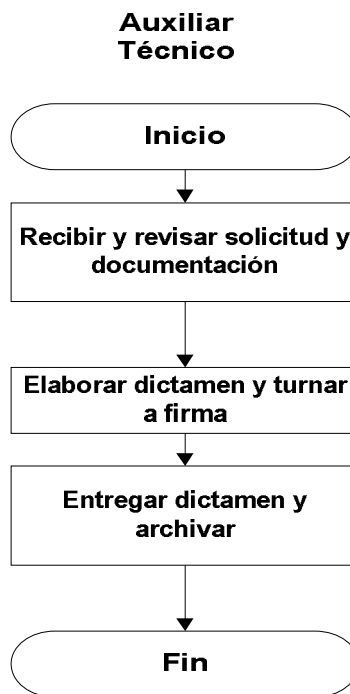 Auxiliar
Técnico
Inicio
Recibir y revisar solicitud y
documentación
Elaborar dictamen y turnar
a firma
Entregar dictamen y
archivar
Fin